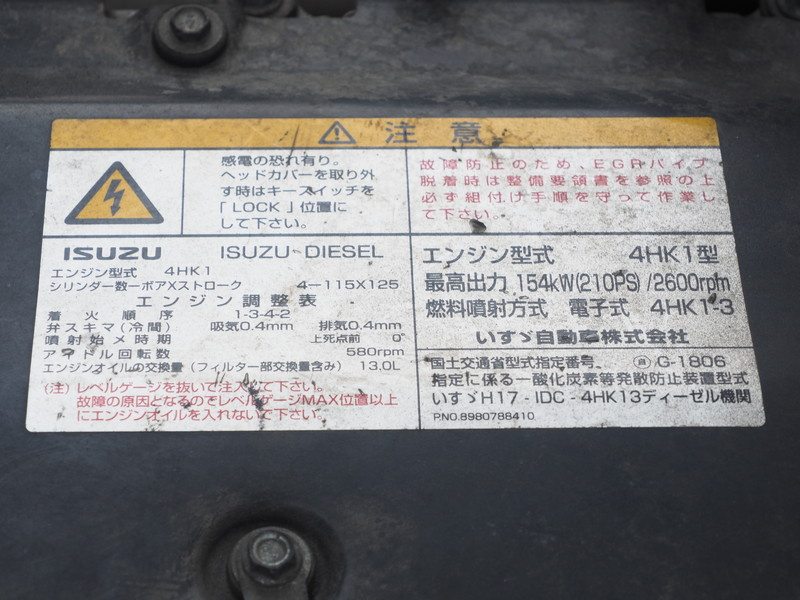 ⚠ 注意
感電の恐れ有り。
ヘッドカバーを取り外
す時はキースイッチを
「LOCK」位置に
して下さい。
故障防止のため、EGRパイプ
脱着時は整備要領書を参照の上
必ず組付け手順を守って作業し
て下さい。
ISUZU ISUZU DIESEL
エンジン型式 4HK1
シリンダー数ーボアXストローク 4-115X125
エンジン調整表
着火順序 1-3-4-2
弁スキマ(冷間) 吸気0.4mm 排気0.4mm
噴射始メ時期 上死点前 0°
アイドル回転数 580rpm
エンジンオイルの交換量(フィルター部交換量含み) 13.0L
(注)レベルゲージを抜いて注入して下さい。
故障の原因となるのでレベルゲージMAX位置以上
にエンジンオイルを入れないで下さい。
エンジン型式 4HK1型
最高出力 154kW(210PS)/2600rpm
燃料噴射方式 電子式 4HK1-3
いすゞ自動車株式会社
国土交通省型式指定番号 G-1806
指定に係る一酸化炭素等発散防止装置型式
いすゞH17-IDC-4HK13ディーゼル機関
PNO.8980788410